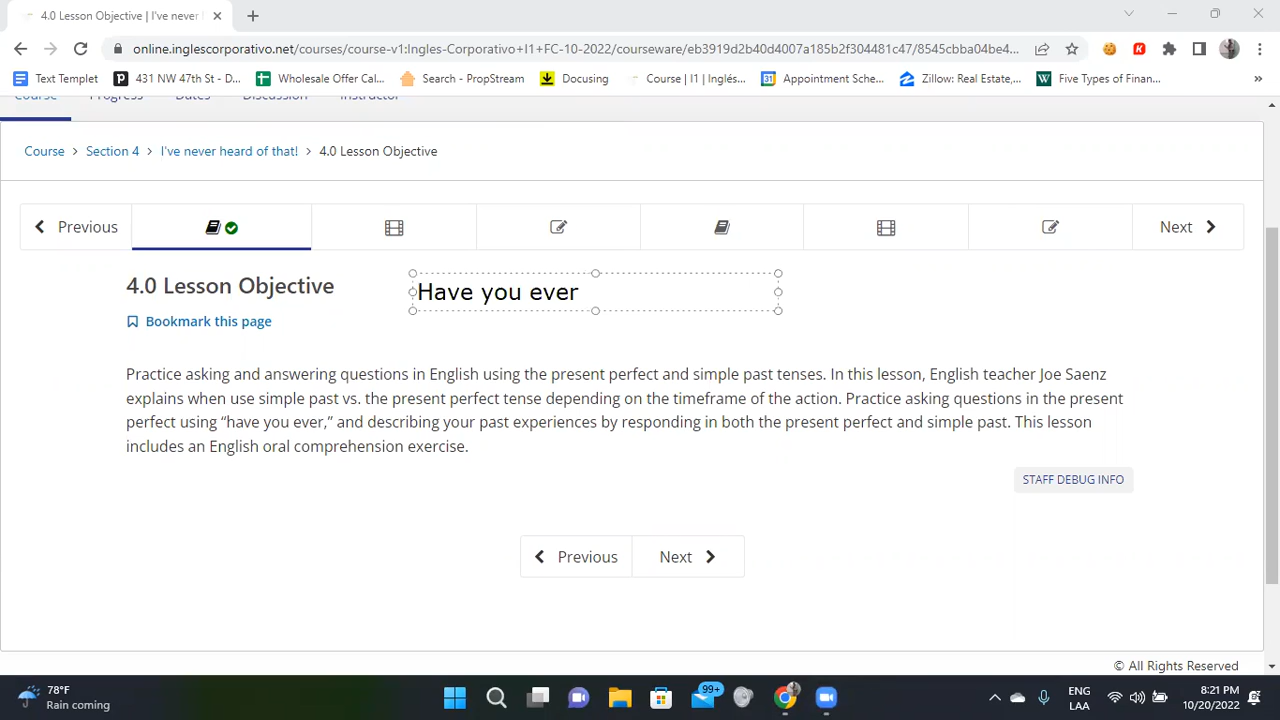 4.0 Lesson Objective | I've never
online.inglescorporativo.net/courses/course-v1:Ingles-Corporativo+I1+FC-10-2022/courseware/eb3919d2b40d4007a185b2f304481c47/8545cbba04be4...
Text Templet 431 NW 47th St - D... Wholesale Offer Cal... Search - PropStream Docusing Course | I1 | Inglés... Appointment Sche... Zillow: Real Estate,... Five Types of Finan... »
Course Progress Dates Discussion Instructor
Course > Section 4 > I've never heard of that! > 4.0 Lesson Objective
Previous Next
4.0 Lesson Objective
Have you ever
Bookmark this page
Practice asking and answering questions in English using the present perfect and simple past tenses. In this lesson, English teacher Joe Saenz
explains when use simple past vs. the present perfect tense depending on the timeframe of the action. Practice asking questions in the present
perfect using “have you ever,” and describing your past experiences by responding in both the present perfect and simple past. This lesson
includes an English oral comprehension exercise.
STAFF DEBUG INFO
Previous Next
© All Rights Reserved
78°F
Rain coming
99+
ENG
LAA
8:21 PM
10/20/2022